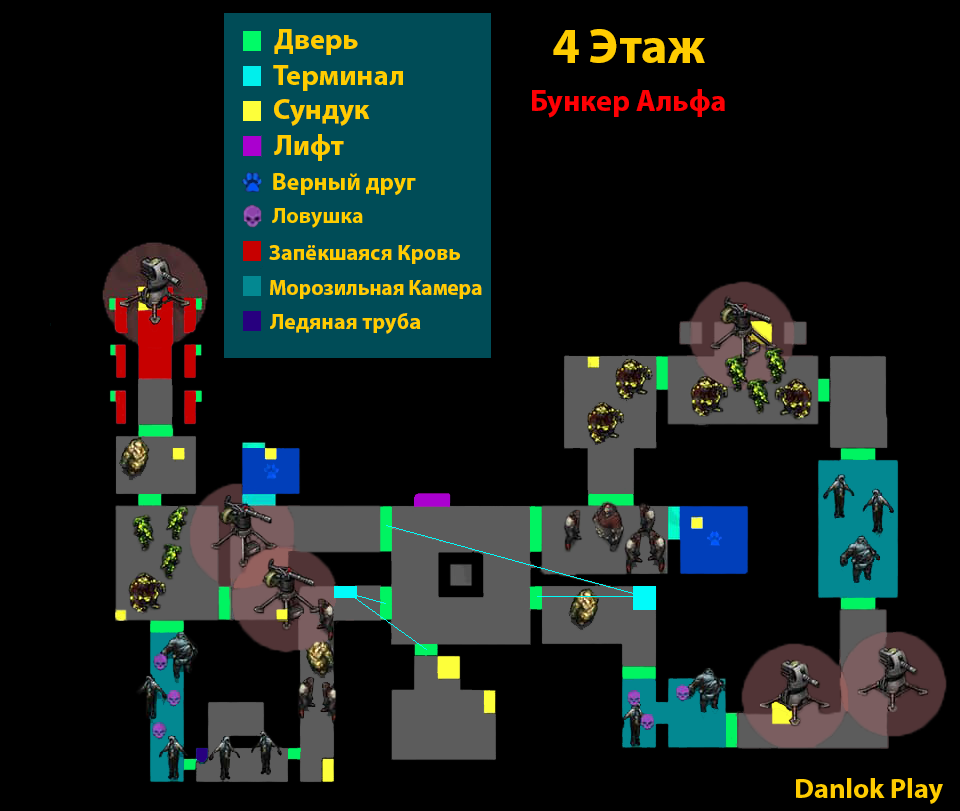 Дверь
Терминал
Сундук
Лифт
Верный друг
Ловушка
Запёкшаяся Кровь
Морозильная Камера
Ледяная труба
4 Этаж
Бункер Альфа
Danlok Play